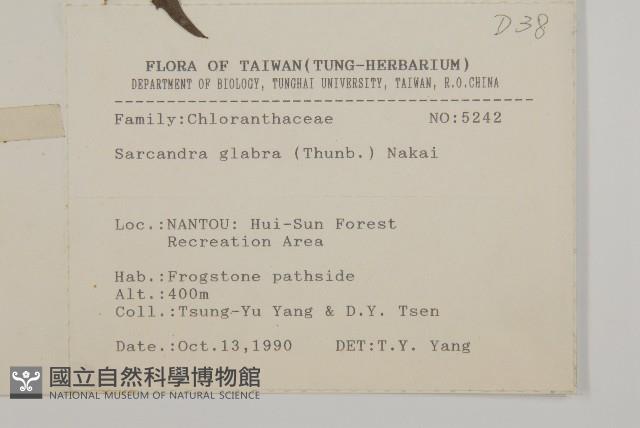 D38
FLORA OF TAIWAN(TUNG-HERBARIUM)
DEPARTMENT OF BIOLOGY, TUNGHAI UNIVERSITY, TAIWAN, R.O.CHINA
Family:Chloranthaceae NO:5242
Sarcandra glabra (Thunb.) Nakai
Loc.:NANTOU: Hui-Sun Forest
Recreation Area
Hab.:Frogstone pathside
Alt.:400m
Coll.:Tsung-Yu Yang & D.Y. Tsen
Date.:Oct.13,1990 DET:T.Y. Yang
國立自然科學博物館
NATIONAL MUSEUM OF NATURAL SCIENCE